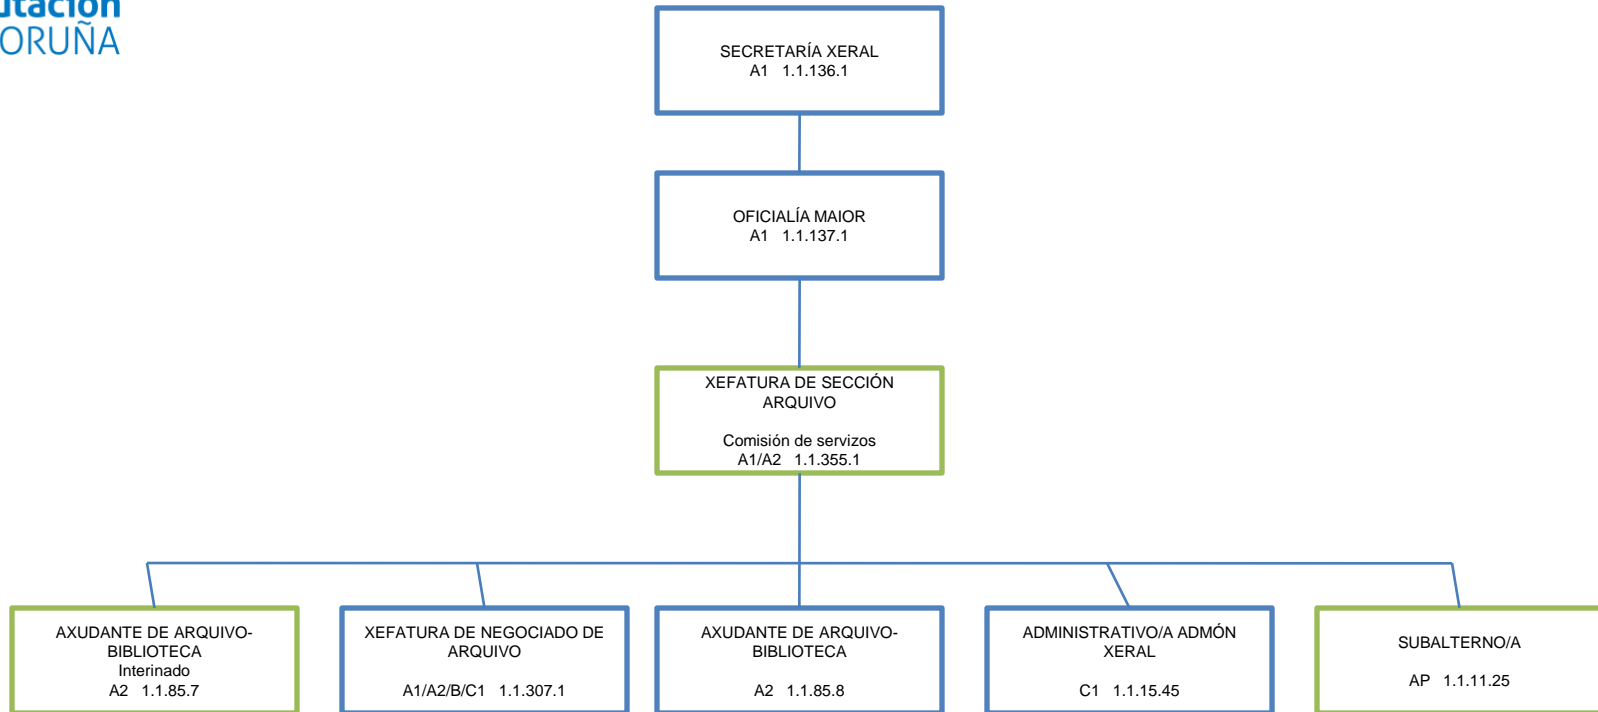 ORUÑA
SECRETARÍA XERAL
A1 1.1.136.1
OFICIALÍA MAIOR
A1 1.1.137.1
XEFATURA DE SECCIÓN
ARQUIVO
Comisión de servizos
A1/A2 1.1.355.1
AXUDANTE DE ARQUIVO-
BIBLIOTECA
Interinado
A2 1.1.85.7
XEFATURA DE NEGOCIADO DE
ARQUIVO
A1/A2/B/C1 1.1.307.1
AXUDANTE DE ARQUIVO-
BIBLIOTECA
A2 1.1.85.8
ADMINISTRATIVO/A ADMÓN
XERAL
C1 1.1.15.45
SUBALTERNO/A
AP 1.1.11.25